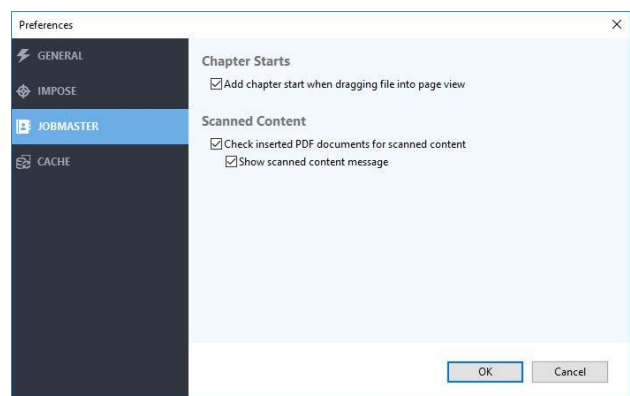 Preferences
GENERAL
IMPOSE
JOBMASTER
CACHE
Chapter Starts
Add chapter start when dragging file into page view
Scanned Content
Check inserted PDF documents for scanned content
Show scanned content message
OK
Cancel